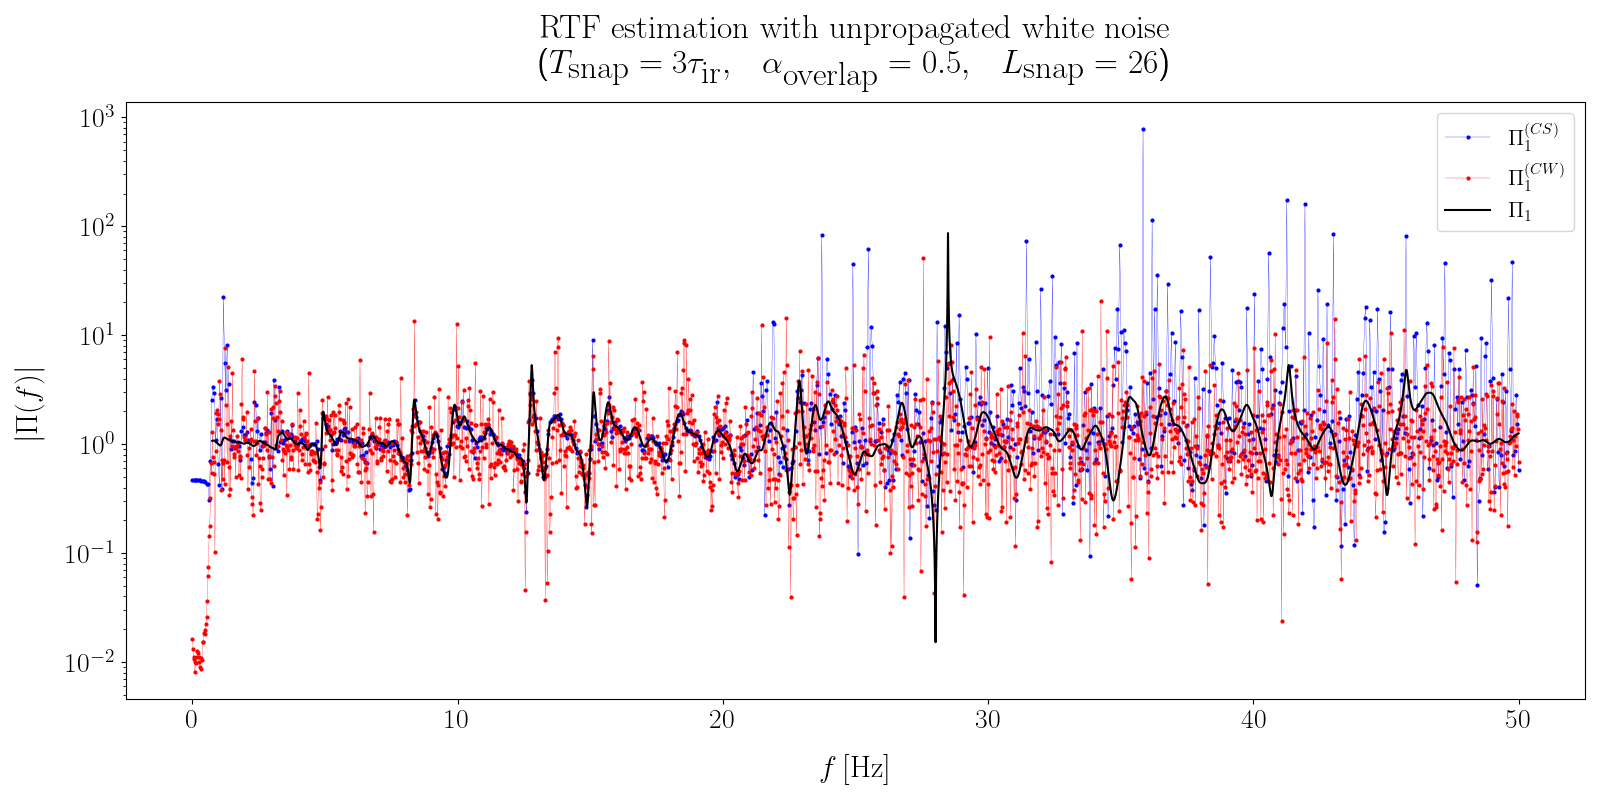 RTF estimation with unpropagated white noise
(T_snap = 3τ_ir, α_overlap = 0.5, L_snap = 26)
10^3
10^2
10^1
10^0
10^−1
10^−2
|Π(f)|
0 10 20 30 40 50
f [Hz]
Π_1^(CS)
Π_1^(CW)
Π_1